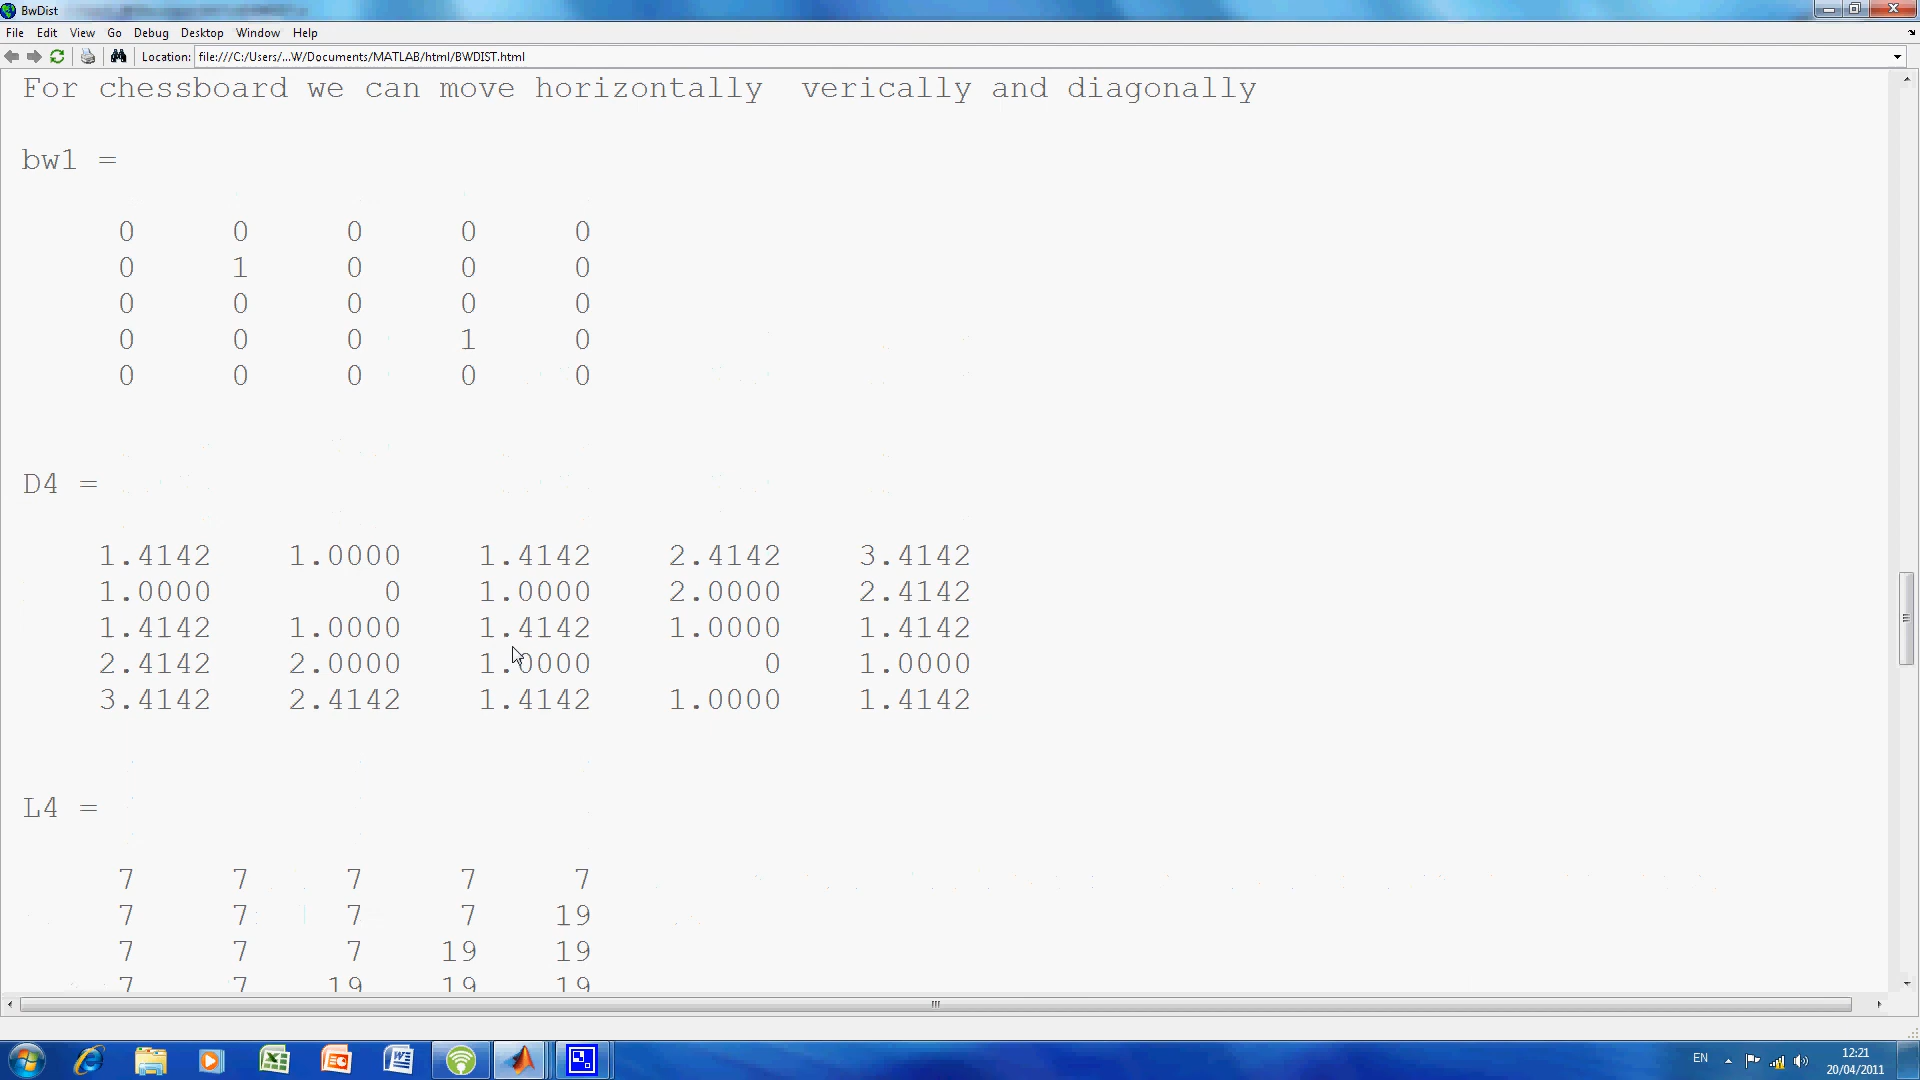 BwDist
File Edit View Go Debug Desktop Window Help
Location: file:///C:/Users/...W/Documents/MATLAB/html/BWDIST.html
For chessboard we can move horizontally  verically and diagonally
bw1 =
0 0 0 0 0
0 1 0 0 0
0 0 0 0 0
0 0 0 1 0
0 0 0 0 0
D4 =
1.4142 1.0000 1.4142 2.4142 3.4142
1.0000 0 1.0000 2.0000 2.4142
1.4142 1.0000 1.4142 1.0000 1.4142
2.4142 2.0000 1.0000 0 1.0000
3.4142 2.4142 1.4142 1.0000 1.4142
L4 =
7 7 7 7 7
7 7 7 7 19
7 7 7 19 19
7 7 19 19 19
EN 12:21
20/04/2011